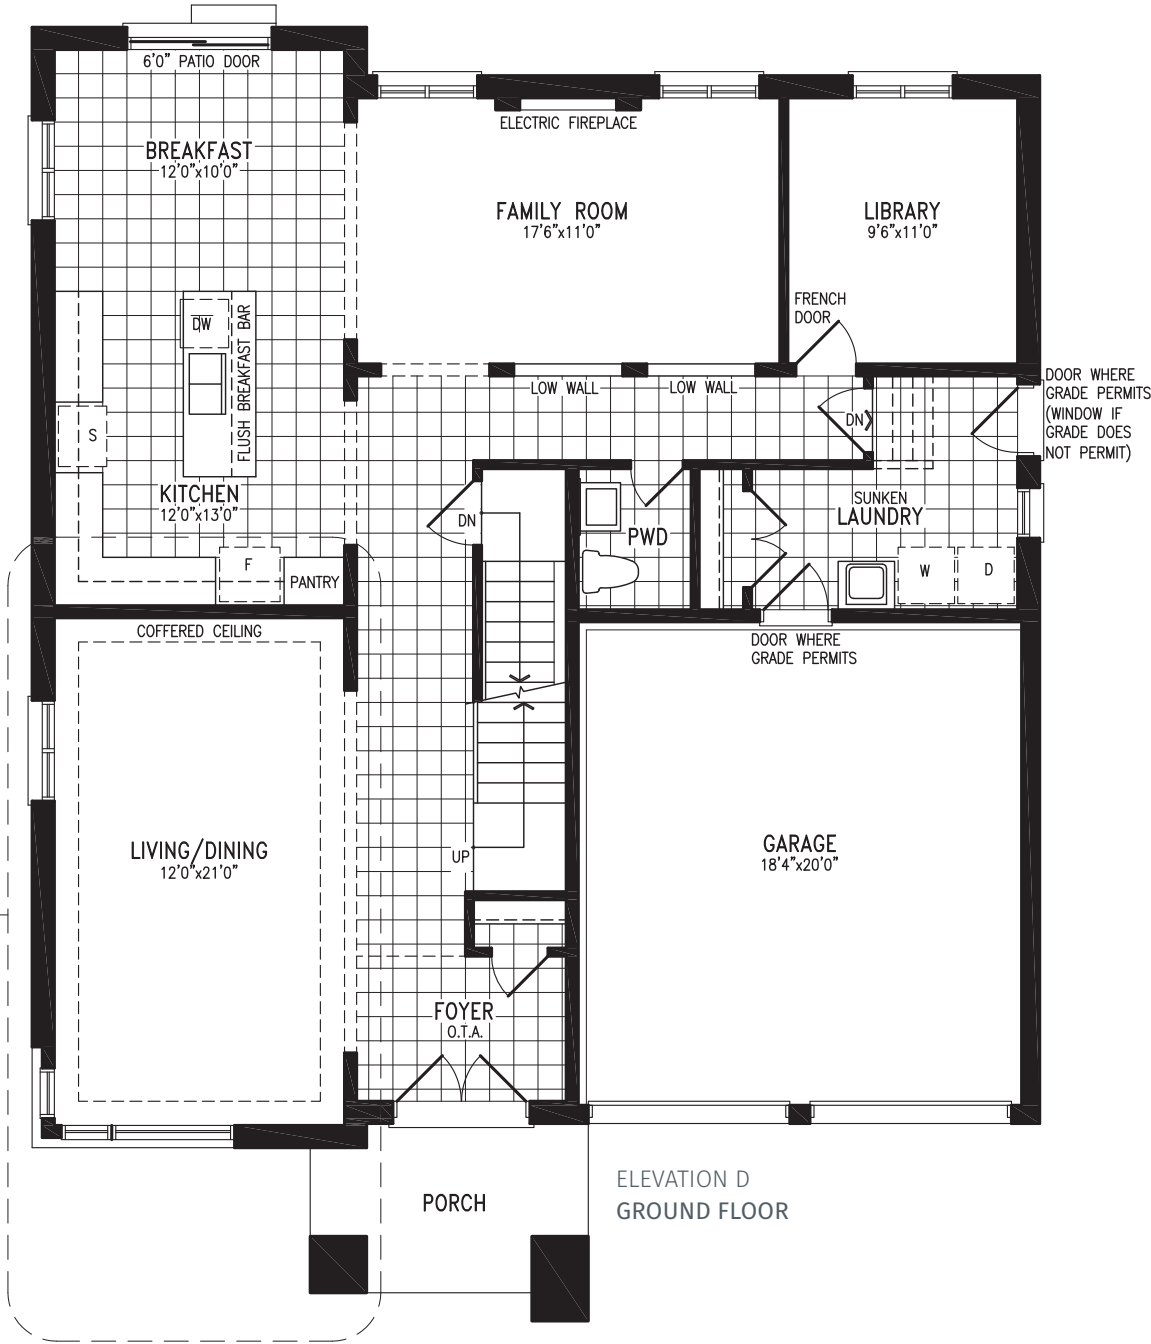 6'0" PATIO DOOR
BREAKFAST
12'0"x10'0"
ELECTRIC FIREPLACE
FAMILY ROOM
17'6"x11'0"
LIBRARY
9'6"x11'0"
FRENCH
DOOR
DW
FLUSH BREAKFAST BAR
S
LOW WALL
LOW WALL
DN
DOOR WHERE
GRADE PERMITS
(WINDOW IF
GRADE DOES
NOT PERMIT)
KITCHEN
12'0"x13'0"
DN
PWD
SUNKEN
LAUNDRY
F
PANTRY
W
D
COFFERED CEILING
DOOR WHERE
GRADE PERMITS
LIVING/DINING
12'0"x21'0"
UP
GARAGE
18'4"x20'0"
FOYER
O.T.A.
PORCH
ELEVATION D
GROUND FLOOR